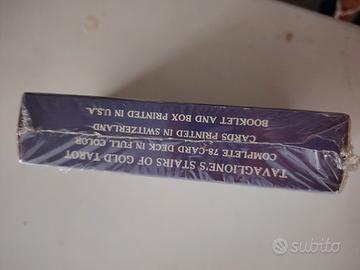 TAVAGLIONE'S STAIRS OF GOLD TAROT
COMPLETE 78-CARD DECK IN FULL COLOR
CARDS PRINTED IN SWITZERLAND
BOOKLET AND BOX PRINTED IN U.S.A.
subito